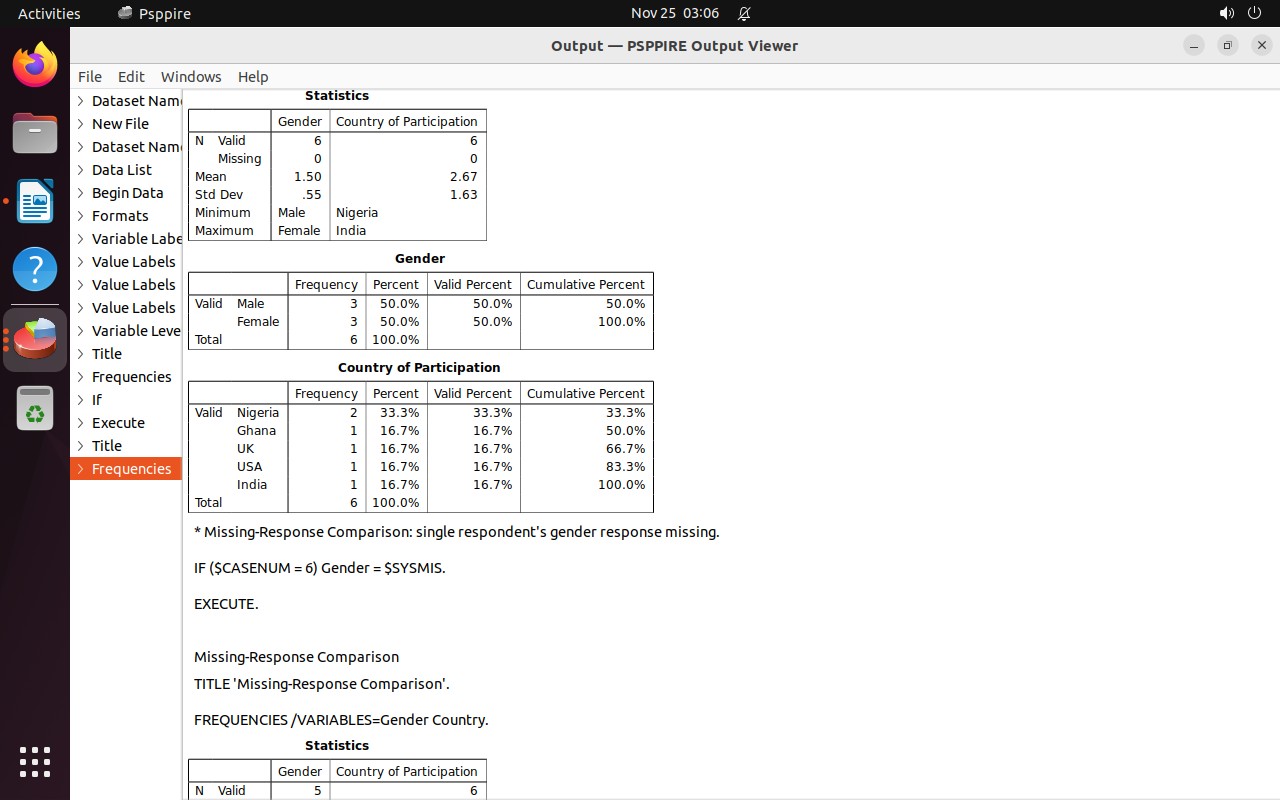 Activities Psppire Nov 25 03:06
Output — PSPPIRE Output Viewer
File Edit Windows Help
Dataset Name
New File
Dataset Name
Data List
Begin Data
Formats
Variable Labe
Value Labels
Value Labels
Value Labels
Variable Leve
Title
Frequencies
If
Execute
Title
Frequencies
Statistics
Gender Country of Participation
N Valid 6 6
Missing 0 0
Mean 1.50 2.67
Std Dev .55 1.63
Minimum Male Nigeria
Maximum Female India
Gender
Frequency Percent Valid Percent Cumulative Percent
Valid Male 3 50.0% 50.0% 50.0%
Female 3 50.0% 50.0% 100.0%
Total 6 100.0%
Country of Participation
Frequency Percent Valid Percent Cumulative Percent
Valid Nigeria 2 33.3% 33.3% 33.3%
Ghana 1 16.7% 16.7% 50.0%
UK 1 16.7% 16.7% 66.7%
USA 1 16.7% 16.7% 83.3%
India 1 16.7% 16.7% 100.0%
Total 6 100.0%
* Missing-Response Comparison: single respondent's gender response missing.
IF ($CASENUM = 6) Gender = $SYSMIS.
EXECUTE.
Missing-Response Comparison
TITLE 'Missing-Response Comparison'.
FREQUENCIES /VARIABLES=Gender Country.
Statistics
Gender Country of Participation
N Valid 5 6